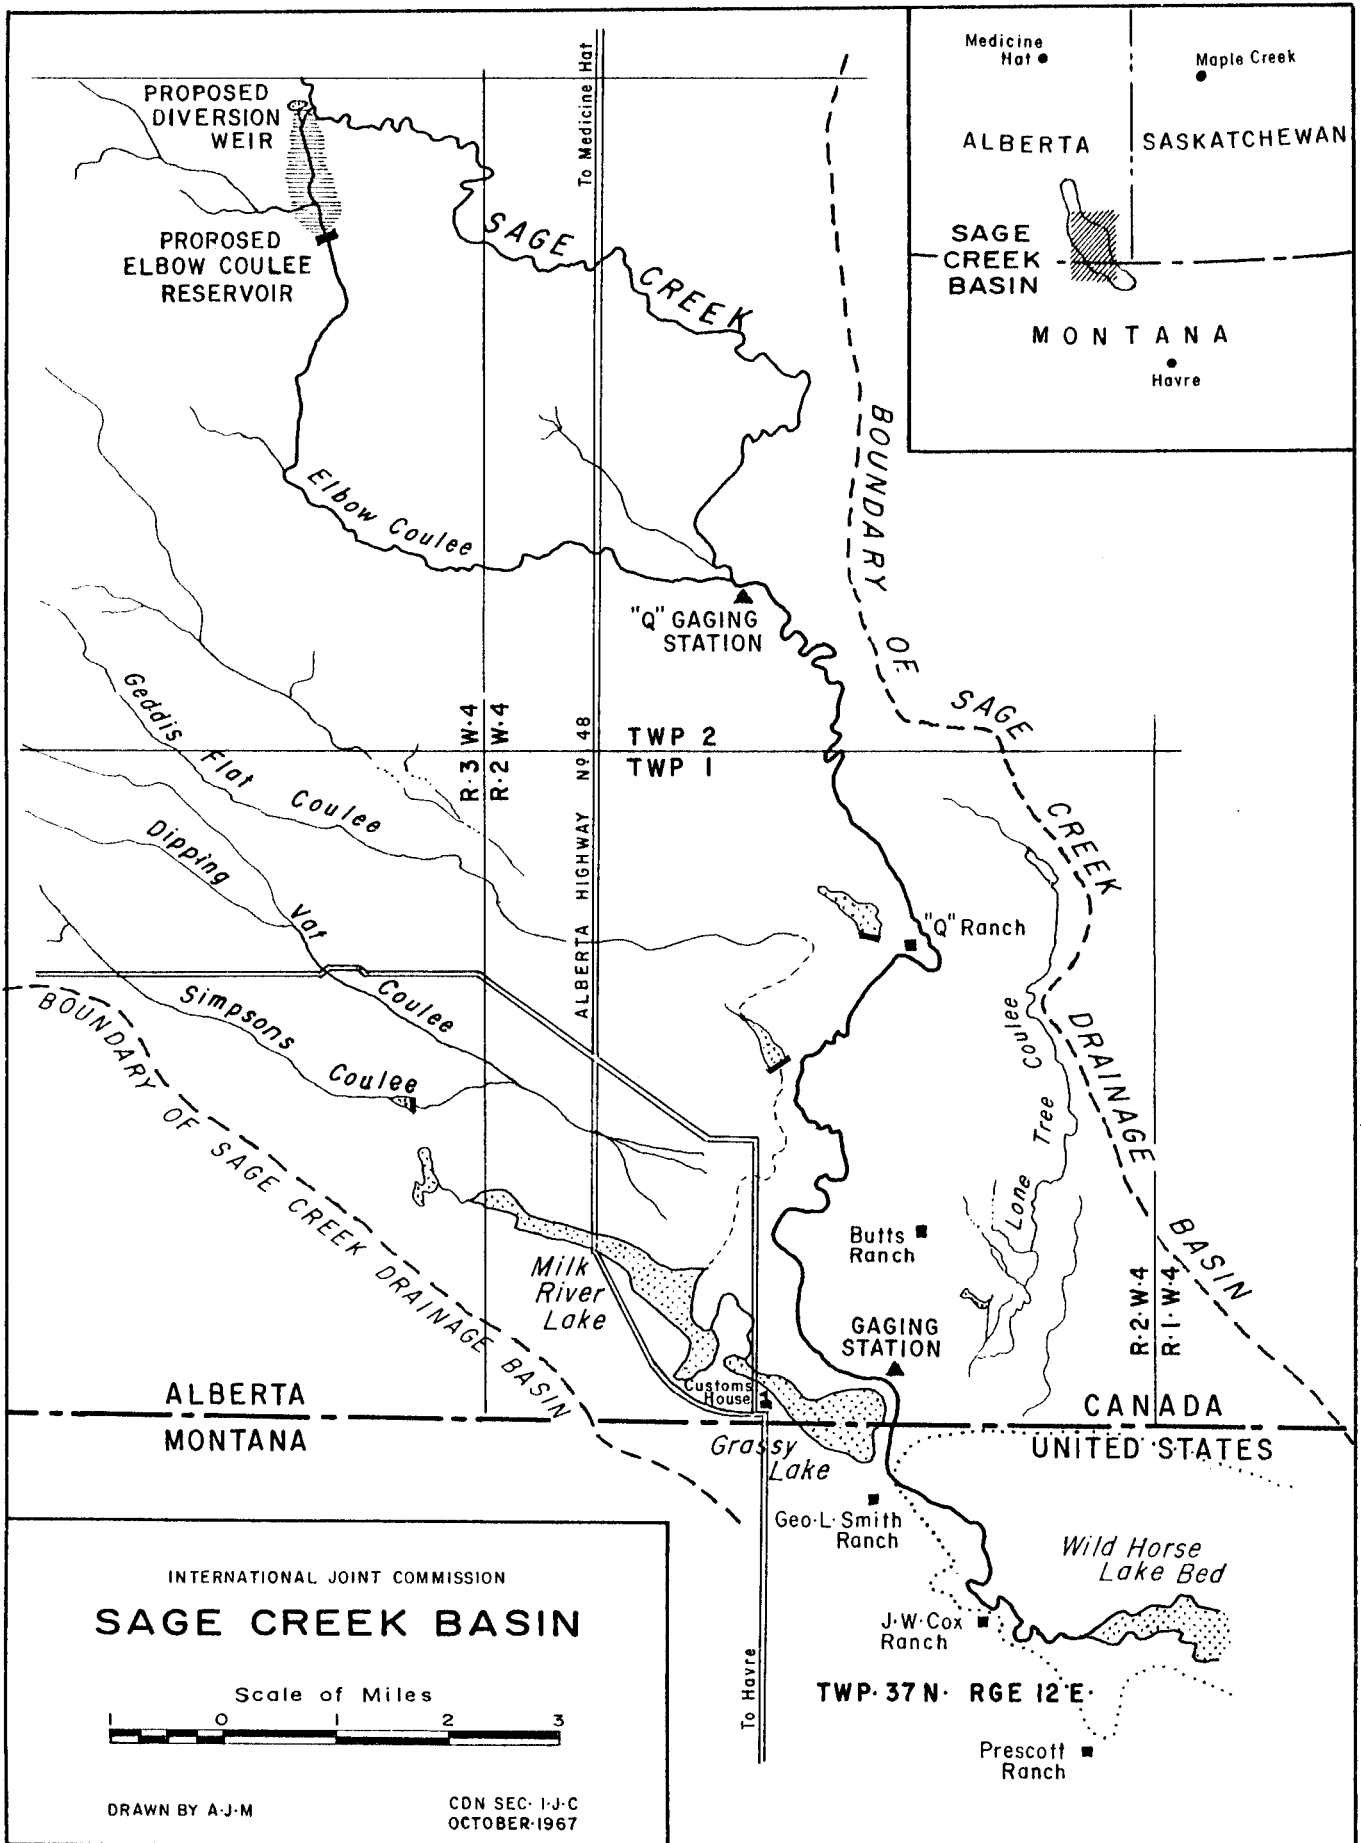 Medicine
Hat
Maple Creek
ALBERTA
SASKATCHEWAN
SAGE
CREEK
BASIN
MONTANA
Havre
PROPOSED
DIVERSION
WEIR
To Medicine Hat
PROPOSED
ELBOW COULEE
RESERVOIR
SAGE CREEK
Elbow Coulee
"Q" GAGING
STATION
BOUNDARY OF SAGE CREEK DRAINAGE BASIN
Geddis Flat Coulee
R·3 W·4
R·2 W·4
ALBERTA HIGHWAY Nº 48
TWP 2
TWP 1
Dipping Vat Coulee
"Q" Ranch
Simpsons Coulee
Lone Tree Coulee
BOUNDARY OF SAGE CREEK DRAINAGE BASIN
Milk
River
Lake
Butts
Ranch
R·2·W·4
R·1·W·4
GAGING
STATION
Customs
House
ALBERTA
MONTANA
CANADA
UNITED STATES
Grassy
Lake
Geo·L·Smith
Ranch
Wild Horse
Lake Bed
J·W·Cox
Ranch
TWP·37N· RGE 12 E·
To Havre
Prescott
Ranch
INTERNATIONAL JOINT COMMISSION
SAGE CREEK BASIN
Scale of Miles
1 0 1 2 3
DRAWN BY A·J·M
CDN SEC· I·J·C
OCTOBER·1967